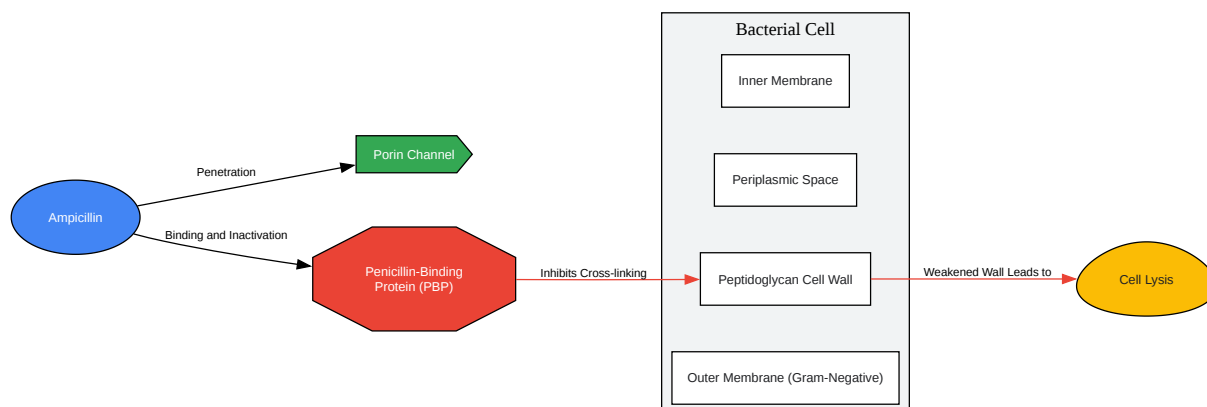 Bacterial Cell
Inner Membrane
Porin Channel
Penetration
Periplasmic Space
Ampicillin
Binding and Inactivation
Penicillin-Binding
Protein (PBP)
Inhibits Cross-linking
Peptidoglycan Cell Wall
Weakened Wall Leads to
Cell Lysis
Outer Membrane (Gram-Negative)